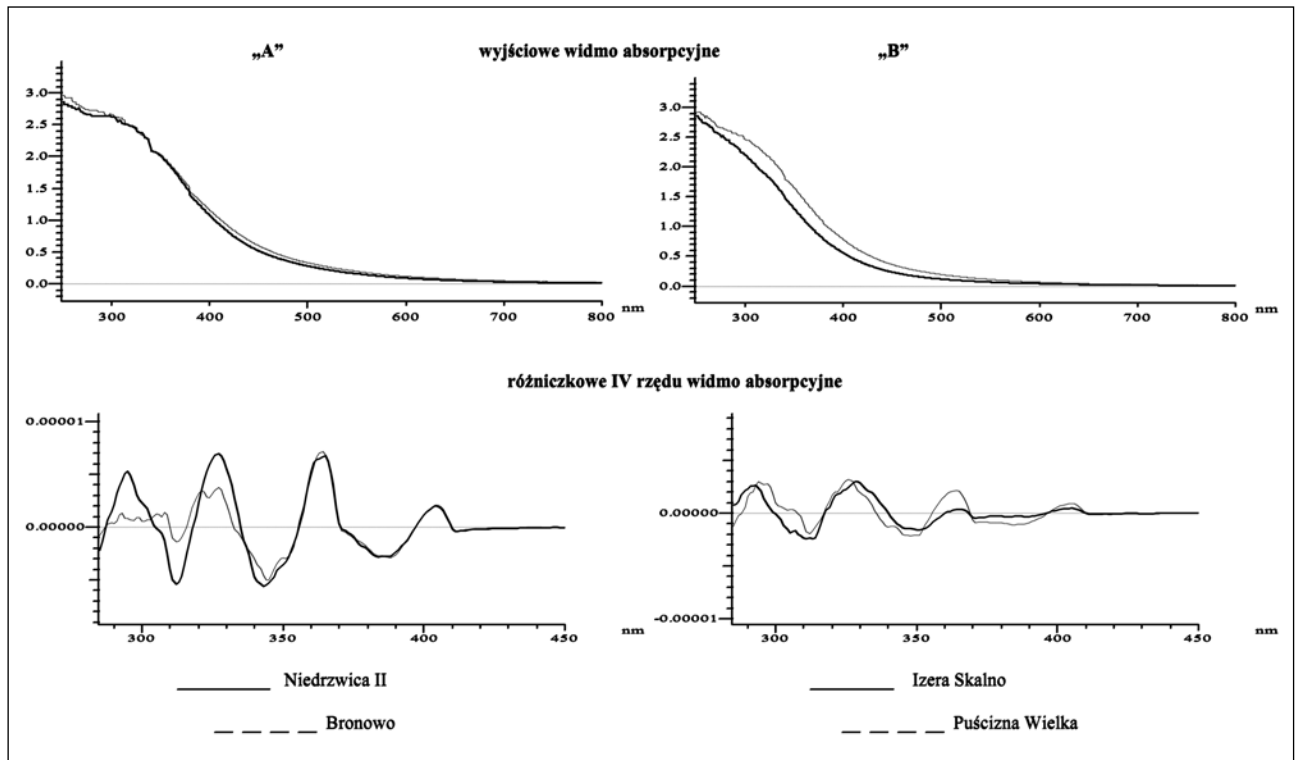 „A” wyjściowe widmo absorpcyjne „B”
3.0
2.5
2.0
1.5
1.0
0.5
0.0
300 400 500 600 700 800
nm
3.0
2.5
2.0
1.5
1.0
0.5
0.0
300 400 500 600 700 800
nm
różniczkowe IV rzędu widmo absorpcyjne
0.00001
0.00000
300 350 400 450
nm
0.00000
-0.00001
300 350 400 450
nm
Niedrzwica II
Bronowo
Izera Skalno
Puścizna Wielka